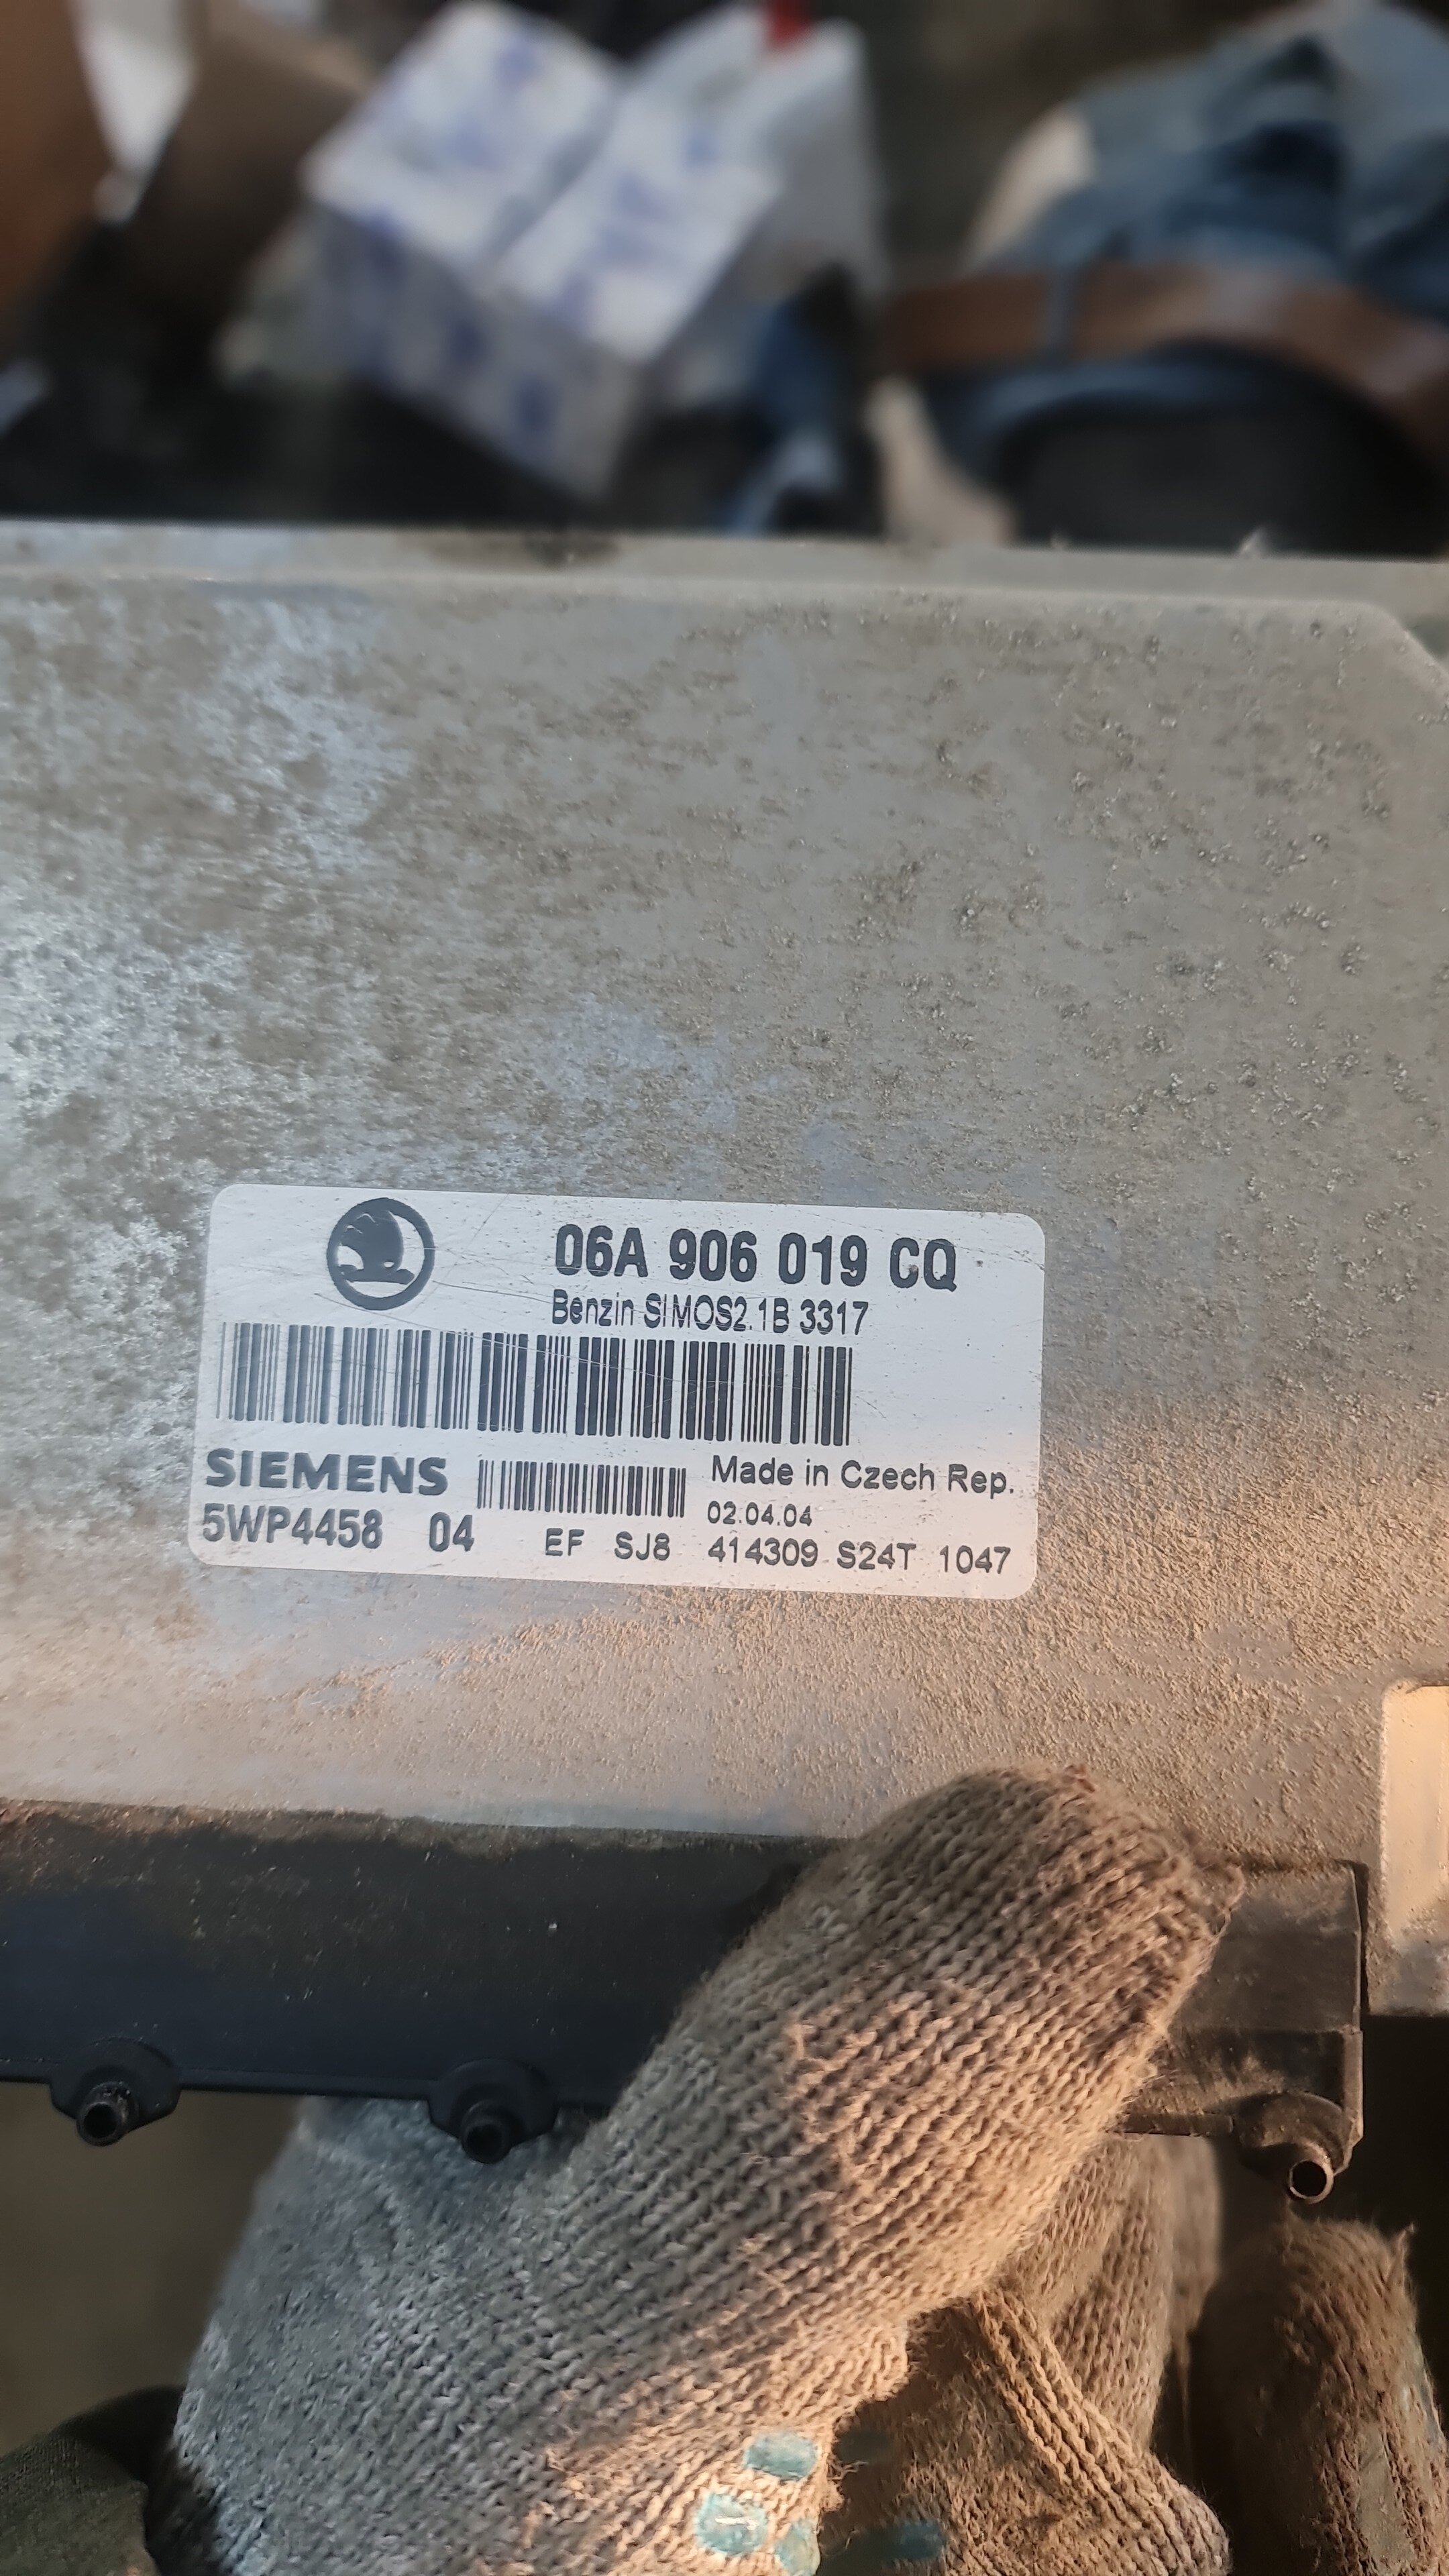 06A 906 019 CQ
Benzin SIMOS2.1B 3317
SIEMENS
Made in Czech Rep.
02.04.04
5WP4458 04
EF SJ8 414309 S24T 1047